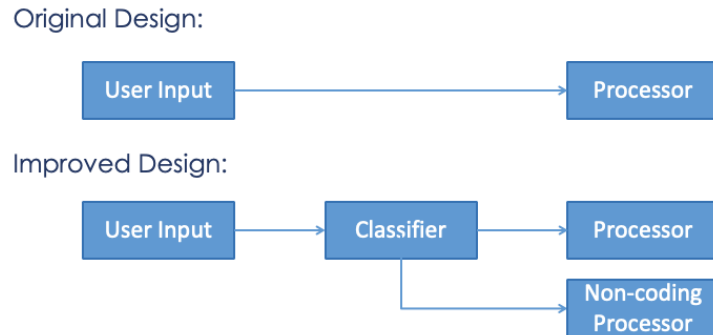 Original Design:
User Input
Processor
Improved Design:
User Input
Classifier
Processor
Non-coding
Processor